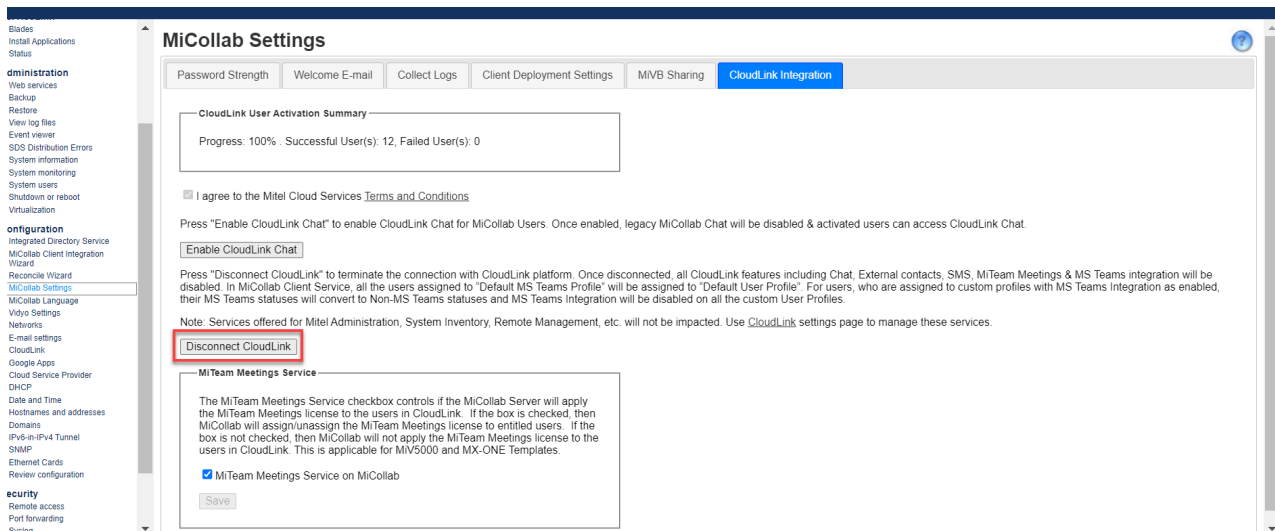 Blades
Install Applications
Status
dministration
Web services
Backup
Restore
View log files
Event viewer
SDS Distribution Errors
System information
System monitoring
System users
Shutdown or reboot
Virtualization
onfiguration
Integrated Directory Service
MiCollab Client Integration
Wizard
Reconcile Wizard
MiCollab Settings
MiCollab Language
Vidyo Settings
Networks
E-mail settings
CloudLink
Google Apps
Cloud Service Provider
DHCP
Date and Time
Hostnames and addresses
Domains
IPv6-in-IPv4 Tunnel
SNMP
Ethernet Cards
Review configuration
ecurity
Remote access
Port forwarding
MiCollab Settings
?
Password Strength
Welcome E-mail
Collect Logs
Client Deployment Settings
MiVB Sharing
CloudLink Integration
CloudLink User Activation Summary
Progress: 100% . Successful User(s): 12, Failed User(s): 0
I agree to the Mitel Cloud Services Terms and Conditions
Press "Enable CloudLink Chat" to enable CloudLink Chat for MiCollab Users. Once enabled, legacy MiCollab Chat will be disabled & activated users can access CloudLink Chat.
Enable CloudLink Chat
Press "Disconnect CloudLink" to terminate the connection with CloudLink platform. Once disconnected, all CloudLink features including Chat, External contacts, SMS, MiTeam Meetings & MS Teams integration will be
disabled. In MiCollab Client Service, all the users assigned to "Default MS Teams Profile" will be assigned to "Default User Profile". For users, who are assigned to custom profiles with MS Teams Integration as enabled,
their MS Teams statuses will convert to Non-MS Teams statuses and MS Teams Integration will be disabled on all the custom User Profiles.
Note: Services offered for Mitel Administration, System Inventory, Remote Management, etc. will not be impacted. Use CloudLink settings page to manage these services.
Disconnect CloudLink
MiTeam Meetings Service
The MiTeam Meetings Service checkbox controls if the MiCollab Server will apply
the MiTeam Meetings license to the users in CloudLink. If the box is checked, then
MiCollab will assign/unassign the MiTeam Meetings license to entitled users. If the
box is not checked, then MiCollab will not apply the MiTeam Meetings license to the
users in CloudLink. This is applicable for MiV5000 and MX-ONE Templates.
MiTeam Meetings Service on MiCollab
Save